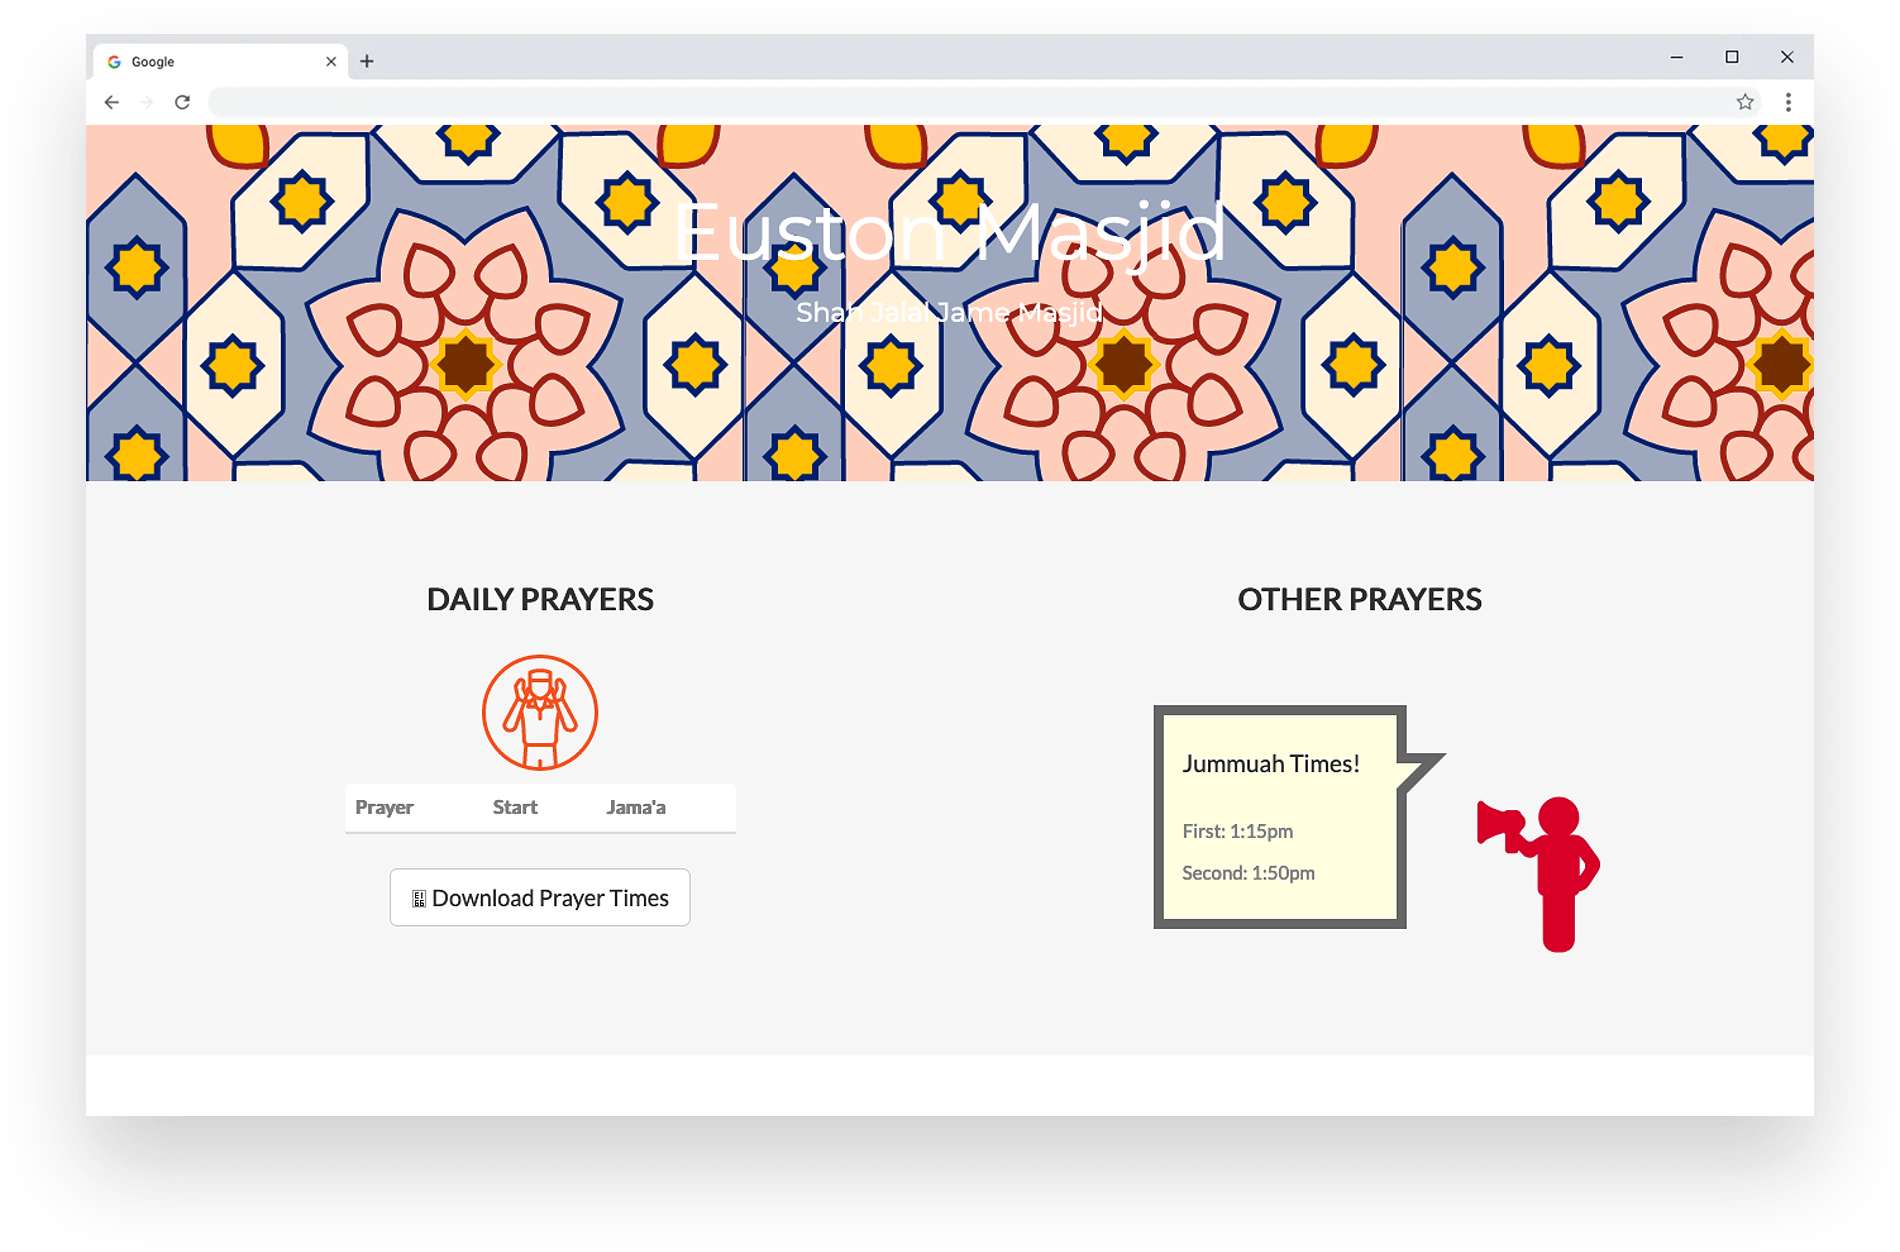 Google
Euston Masjid
Shah Jalal Jame Masjid
DAILY PRAYERS
OTHER PRAYERS
Prayer Start Jama'a
Download Prayer Times
Jummuah Times!
First: 1:15pm
Second: 1:50pm